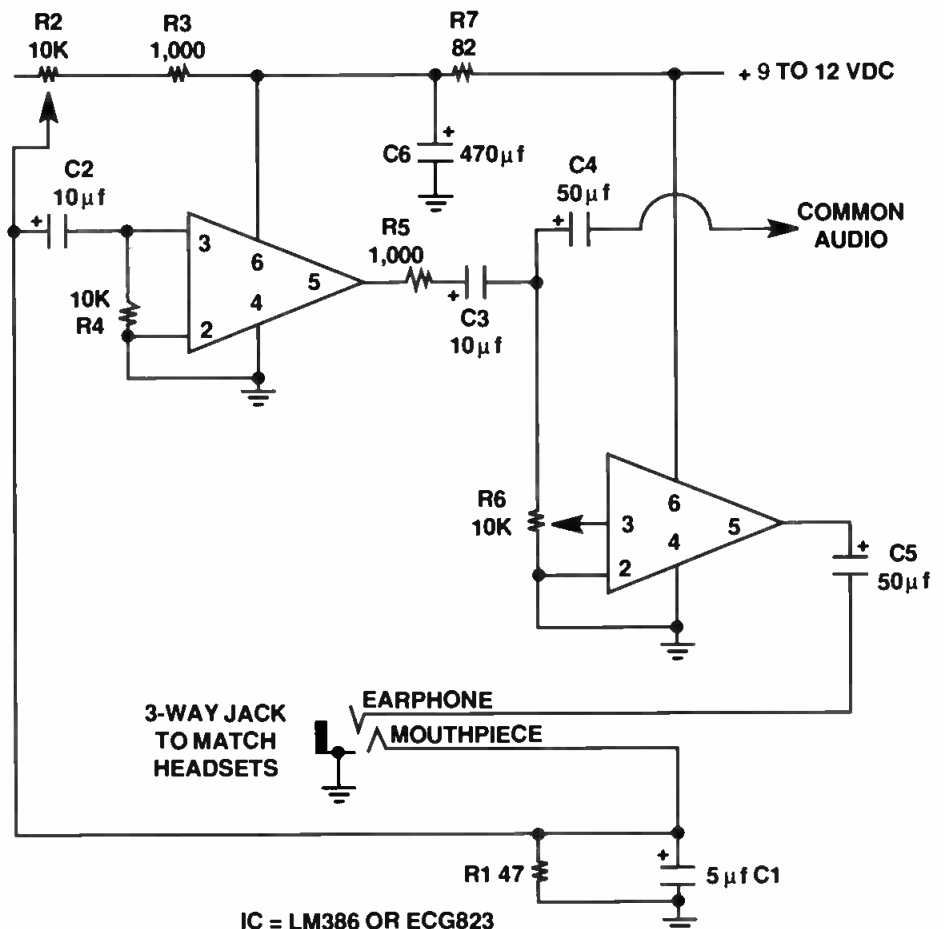 R2
10K
R3
1,000
R7
82
+ 9 TO 12 VDC
C2
10μf
+
C6
+
470μf
C4
50μf
+
COMMON
AUDIO
3
6
5
4
2
10K
R4
R5
1,000
+
C3
10μf
R6
10K
3
6
5
4
2
+
C5
50μf
3-WAY JACK
TO MATCH
HEADSETS
EARPHONE
MOUTHPIECE
R1 47
+
5μf C1
IC = LM386 OR ECG823